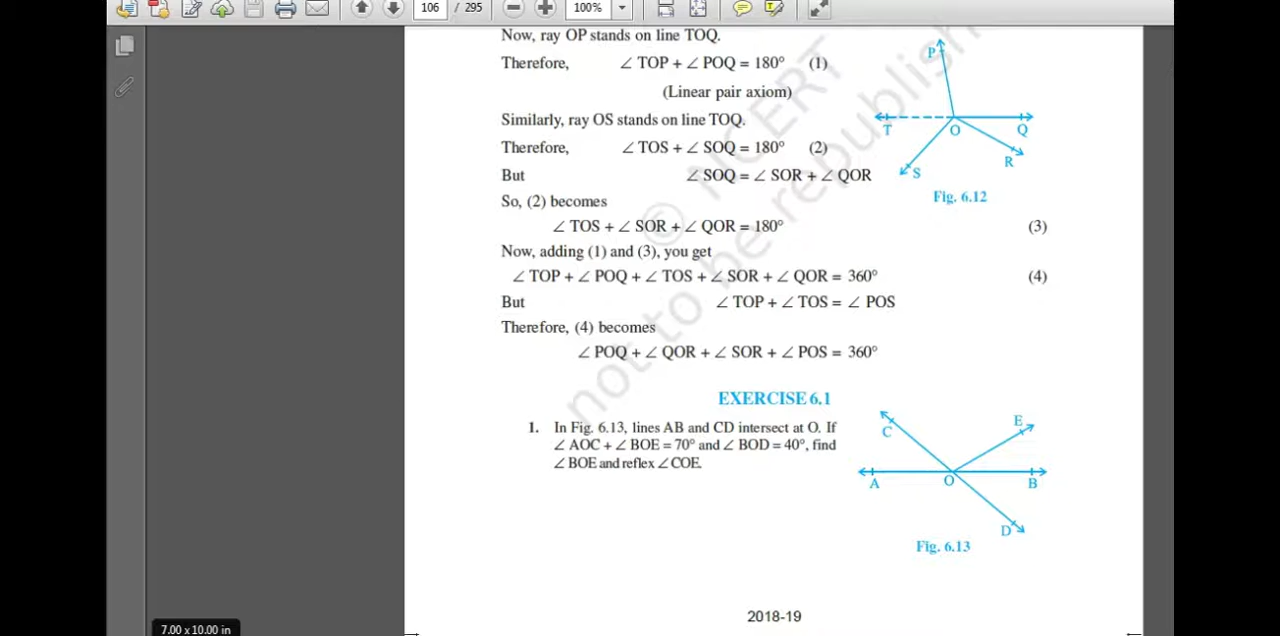 106 / 295
100%
Now, ray OP stands on line TOQ.
Therefore, ∠ TOP + ∠ POQ = 180° (1)
(Linear pair axiom)
Similarly, ray OS stands on line TOQ.
Therefore, ∠ TOS + ∠ SOQ = 180° (2)
But ∠ SOQ = ∠ SOR + ∠ QOR
So, (2) becomes
∠ TOS + ∠ SOR + ∠ QOR = 180° (3)
Now, adding (1) and (3), you get
∠ TOP + ∠ POQ + ∠ TOS + ∠ SOR + ∠ QOR = 360° (4)
But ∠ TOP + ∠ TOS = ∠ POS
Therefore, (4) becomes
∠ POQ + ∠ QOR + ∠ SOR + ∠ POS = 360°
P
T O Q
R
S
Fig. 6.12
© NCERT
not to be republish
EXERCISE 6.1
1. In Fig. 6.13, lines AB and CD intersect at O. If
∠ AOC + ∠ BOE = 70° and ∠ BOD = 40°, find
∠ BOE and reflex ∠ COE.
E
C
A O B
D
Fig. 6.13
2018-19
7.00 x 10.00 in